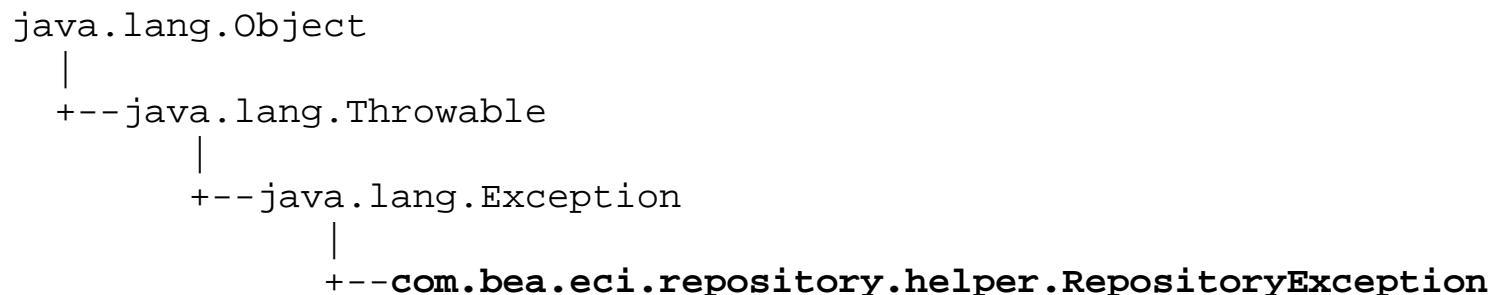 java.lang.Object
  |
  +--java.lang.Throwable
        |
        +--java.lang.Exception
              |
              +--com.bea.eci.repository.helper.RepositoryException